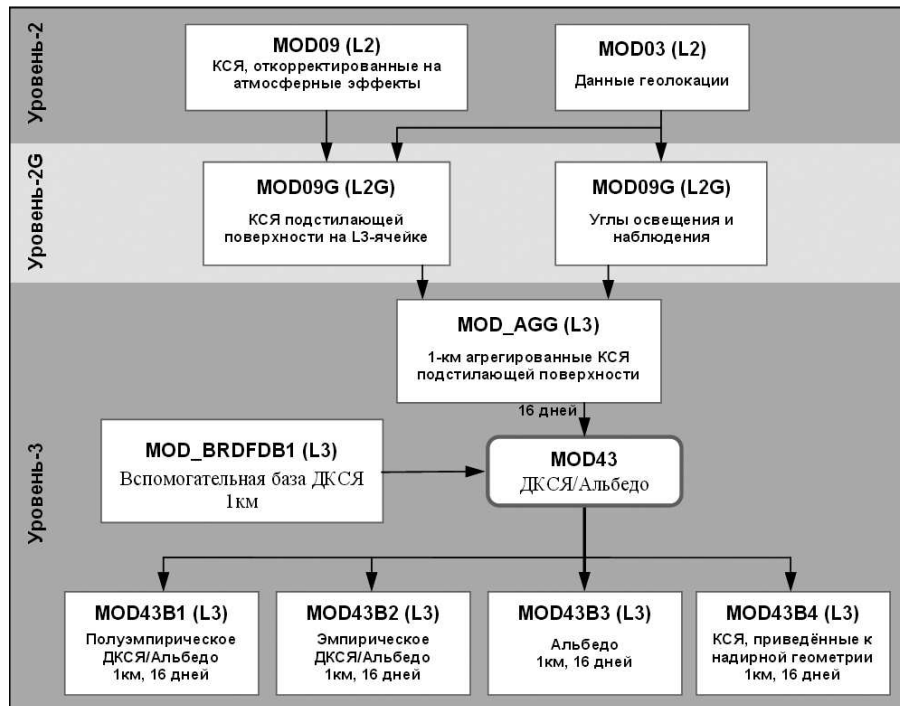 Уровень-2
MOD09 (L2)
КСЯ, откорректированные на
атмосферные эффекты
MOD03 (L2)
Данные геолокации
Уровень-2G
MOD09G (L2G)
КСЯ подстилающей
поверхности на L3-ячейке
MOD09G (L2G)
Углы освещения и
наблюдения
Уровень-3
MOD_AGG (L3)
1-км агрегированные КСЯ
подстилающей поверхности
16 дней
MOD_BRDFDB1 (L3)
Вспомогательная база ДКСЯ
1км
MOD43
ДКСЯ/Альбедо
MOD43B1 (L3)
Полуэмпирическое
ДКСЯ/Альбедо
1км, 16 дней
MOD43B2 (L3)
Эмпирическое
ДКСЯ/Альбедо
1км, 16 дней
MOD43B3 (L3)
Альбедо
1км, 16 дней
MOD43B4 (L3)
КСЯ, приведённые к
надирной геометрии
1км, 16 дней